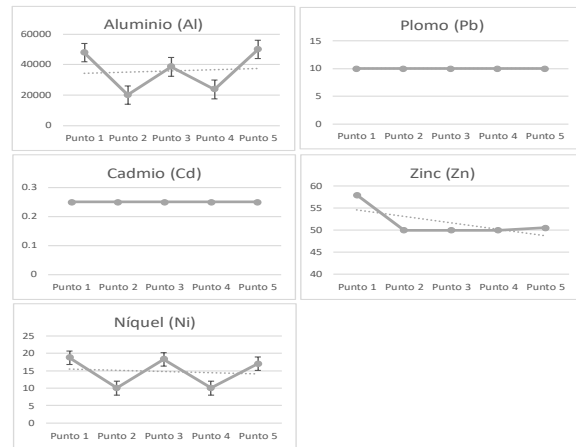 Aluminio (Al)
60000
40000
20000
0
Punto 1 Punto 2 Punto 3 Punto 4 Punto 5
Plomo (Pb)
15
10
5
0
Punto 1 Punto 2 Punto 3 Punto 4 Punto 5
Cadmio (Cd)
0.3
0.2
0.1
0
Punto 1 Punto 2 Punto 3 Punto 4 Punto 5
Zinc (Zn)
60
55
50
45
40
Punto 1 Punto 2 Punto 3 Punto 4 Punto 5
Níquel (Ni)
25
20
15
10
5
0
Punto 1 Punto 2 Punto 3 Punto 4 Punto 5